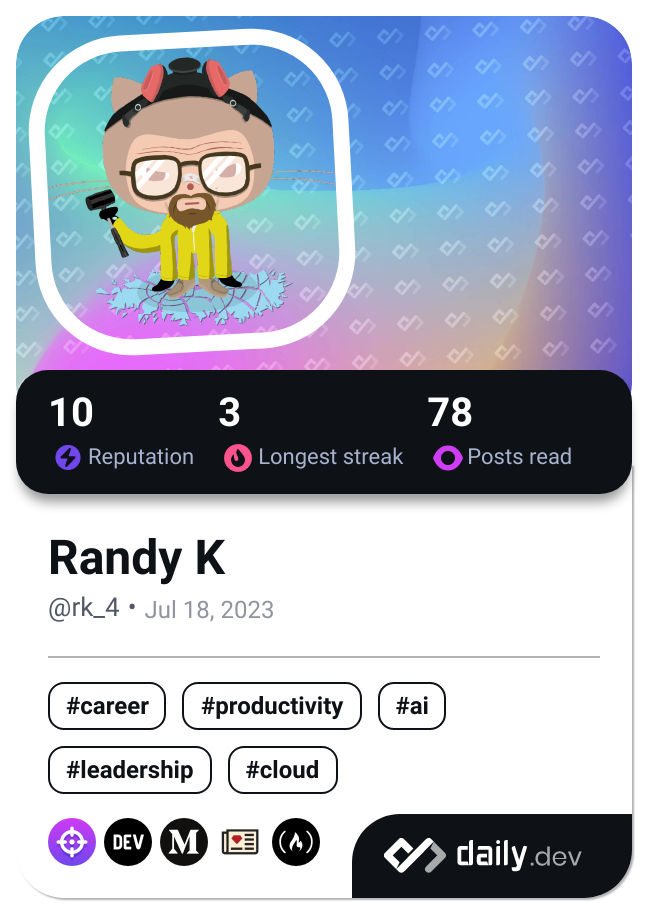 10 3 78
Reputation Longest streak Posts read
Randy K
@rk_4 • Jul 18, 2023
#career #productivity #ai
#leadership #cloud
DEV M daily.dev